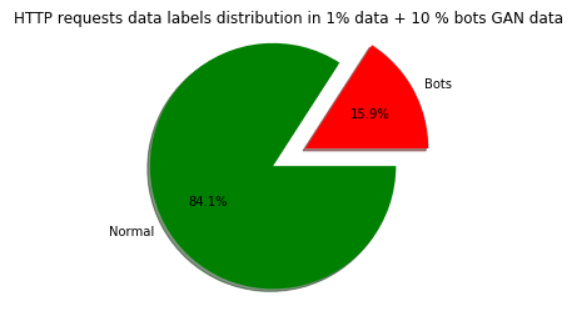 HTTP requests data labels distribution in 1% data + 10 % bots GAN data
Bots
15.9%
84.1%
Normal